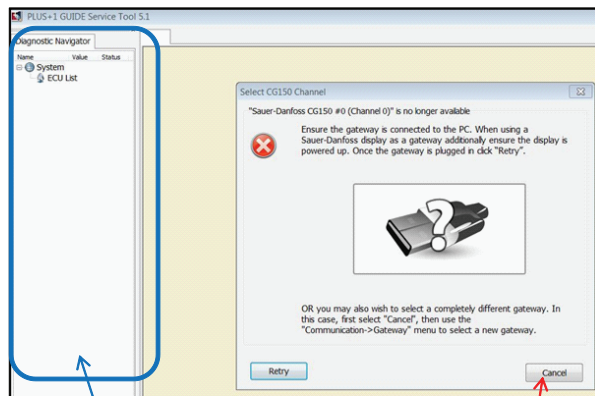 PLUS+1 GUIDE Service Tool 5.1
Diagnostic Navigator
Name Value Status
System
ECU List
Select CG150 Channel
"Sauer-Danfoss CG150 #0 (Channel 0)" is no longer available
Ensure the gateway is connected to the PC. When using a
Sauer-Danfoss display as a gateway additionally ensure the display is
powered up. Once the gateway is plugged in click "Retry".
OR you may also wish to select a completely different gateway. In
this case, first select "Cancel", then use the
"Communication->Gateway" menu to select a new gateway.
Retry
Cancel